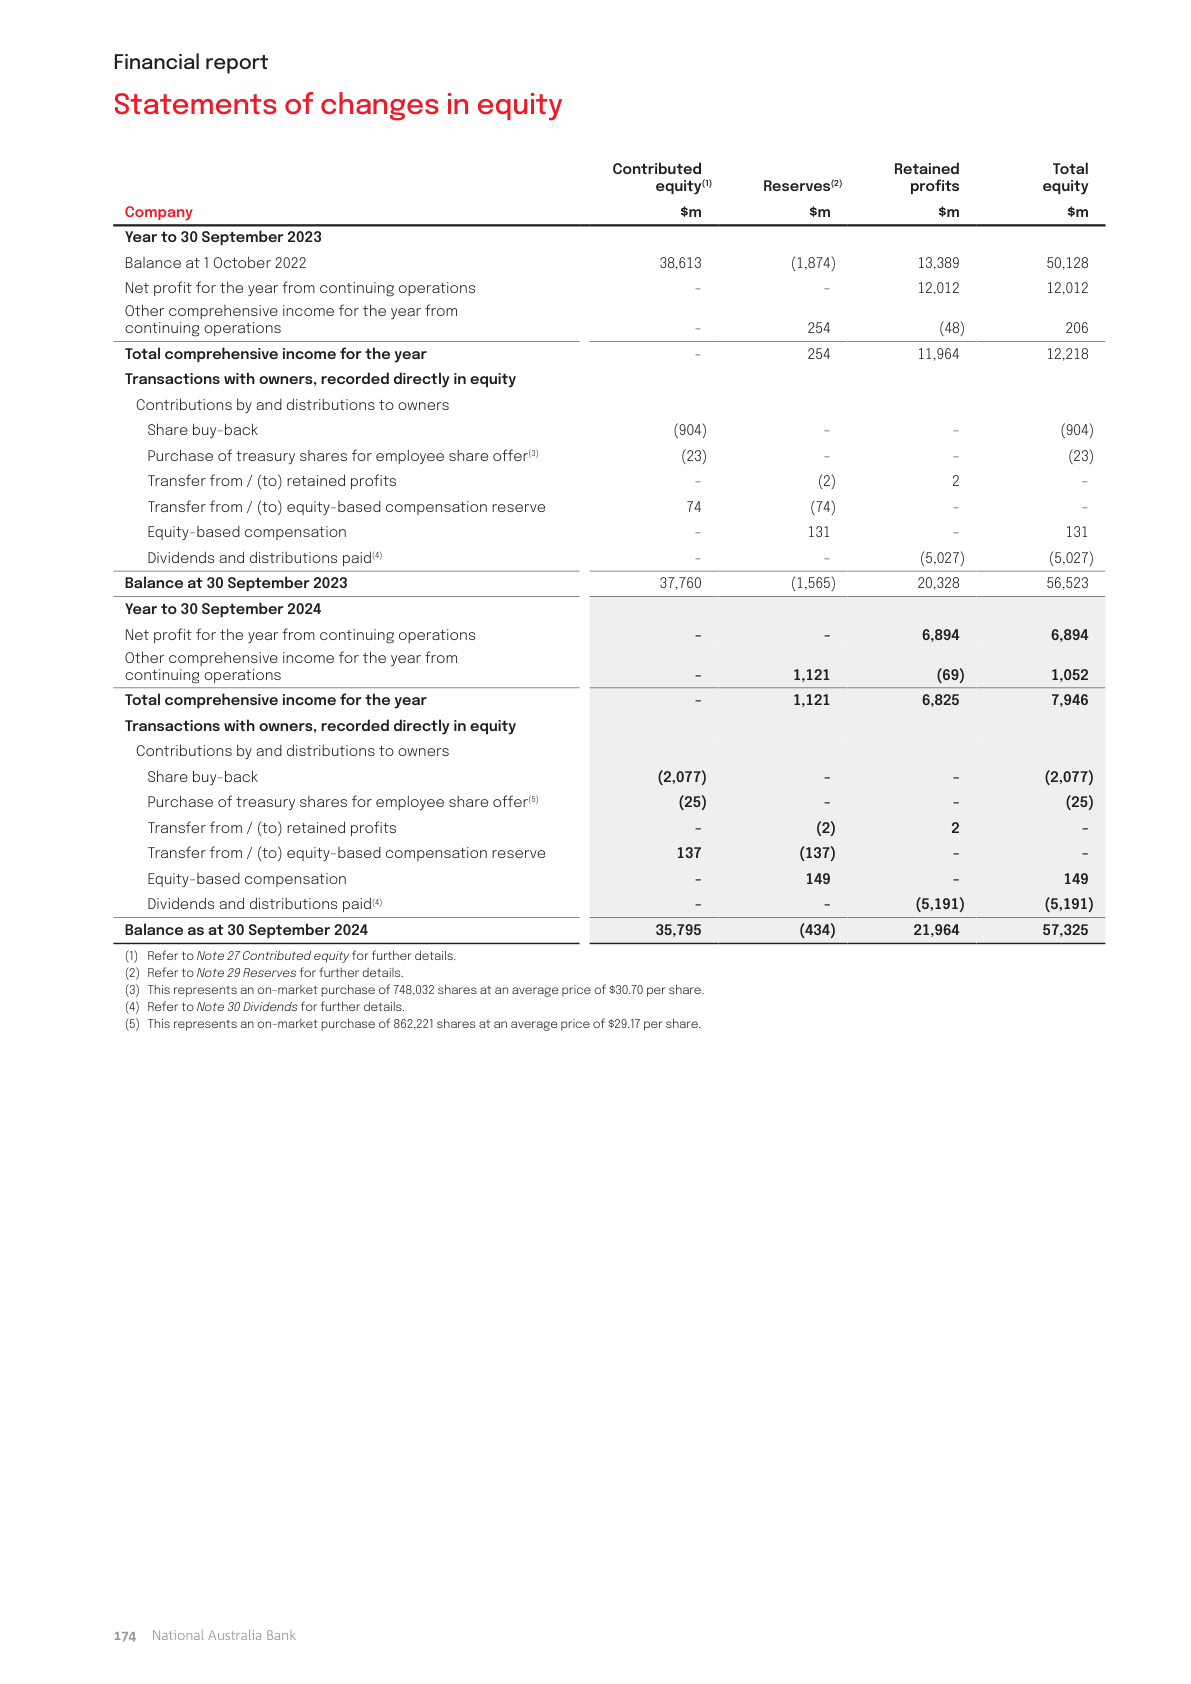 Financial report
Statements of changes in equity
Contributed equity(1) Reserves(2) Retained profits Total equity
Company $m $m $m $m
Year to 30 September 2023
Balance at 1 October 2022 38,613 (1,874) 13,389 50,128
Net profit for the year from continuing operations – – 12,012 12,012
Other comprehensive income for the year from
continuing operations – 254 (48) 206
Total comprehensive income for the year – 254 11,964 12,218
Transactions with owners, recorded directly in equity
Contributions by and distributions to owners
Share buy-back (904) – – (904)
Purchase of treasury shares for employee share offer(3) (23) – – (23)
Transfer from / (to) retained profits – (2) 2 –
Transfer from / (to) equity-based compensation reserve 74 (74) – –
Equity-based compensation – 131 – 131
Dividends and distributions paid(4) – – (5,027) (5,027)
Balance at 30 September 2023 37,760 (1,565) 20,328 56,523
Year to 30 September 2024
Net profit for the year from continuing operations – – 6,894 6,894
Other comprehensive income for the year from
continuing operations – 1,121 (69) 1,052
Total comprehensive income for the year – 1,121 6,825 7,946
Transactions with owners, recorded directly in equity
Contributions by and distributions to owners
Share buy-back (2,077) – – (2,077)
Purchase of treasury shares for employee share offer(5) (25) – – (25)
Transfer from / (to) retained profits – (2) 2 –
Transfer from / (to) equity-based compensation reserve 137 (137) – –
Equity-based compensation – 149 – 149
Dividends and distributions paid(4) – – (5,191) (5,191)
Balance as at 30 September 2024 35,795 (434) 21,964 57,325
(1) Refer to Note 27 Contributed equity for further details.
(2) Refer to Note 29 Reserves for further details.
(3) This represents an on-market purchase of 748,032 shares at an average price of $30.70 per share.
(4) Refer to Note 30 Dividends for further details.
(5) This represents an on-market purchase of 862,221 shares at an average price of $29.17 per share.
174 National Australia Bank